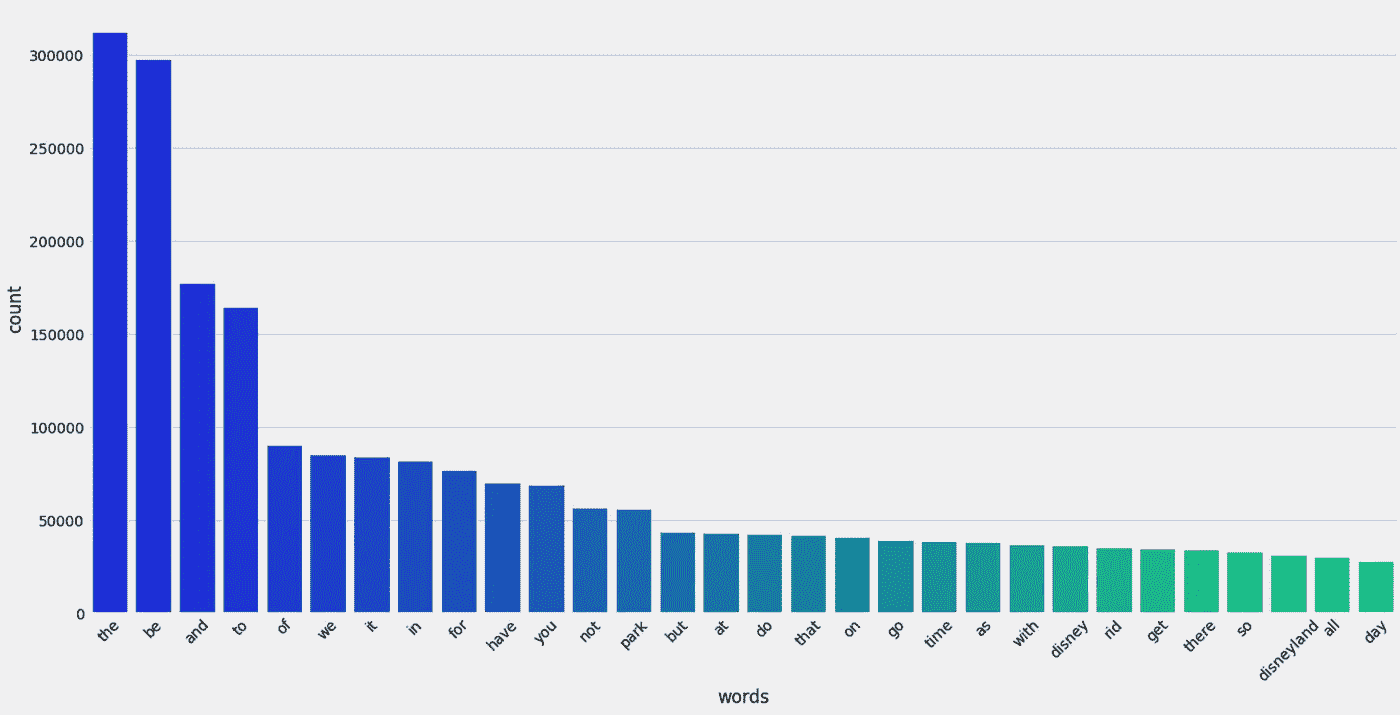 300000
250000
200000
150000
100000
50000
0
count
the be and to of we it in for have you not park but at do that on go time as with disney rid get there so disneyland all day
words